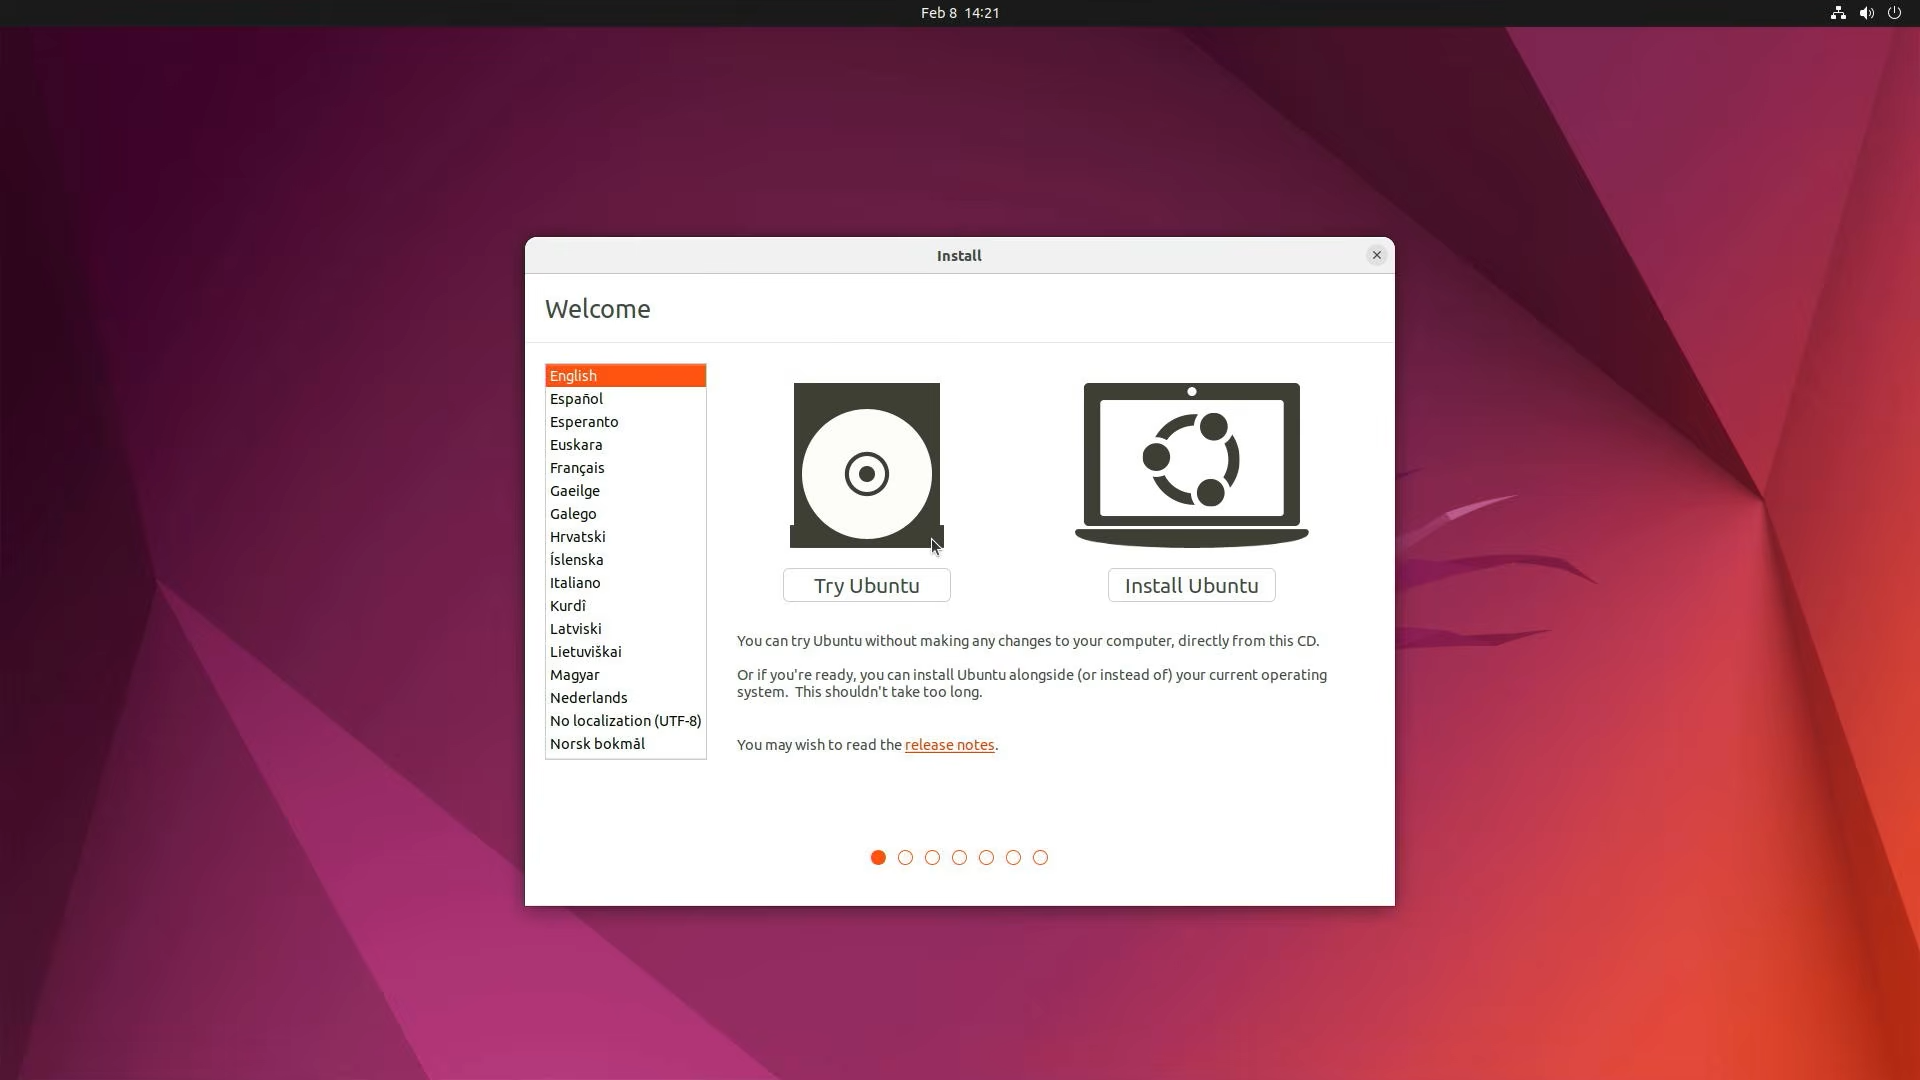 Feb 8 14:21
Install
Welcome
English
Español
Esperanto
Euskara
Français
Gaeilge
Galego
Hrvatski
Íslenska
Italiano
Kurdî
Latviski
Lietuviškai
Magyar
Nederlands
No localization (UTF-8)
Norsk bokmål
Try Ubuntu
Install Ubuntu
You can try Ubuntu without making any changes to your computer, directly from this CD.
Or if you're ready, you can install Ubuntu alongside (or instead of) your current operating
system. This shouldn't take too long.
You may wish to read the release notes.